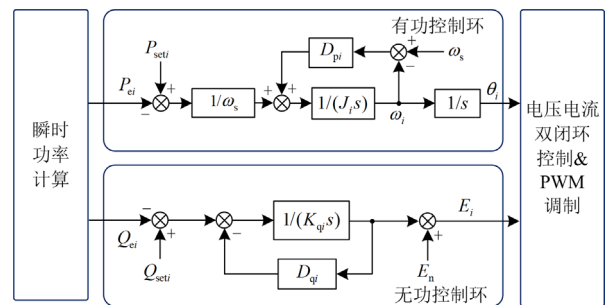 瞬时
功率
计算
有功控制环
P_seti
P_ei
+
−
1/ω_s
+
+
D_pi
+
−
ω_s
1/(J_i s)
ω_i
1/s
θ_i
−
+
Q_ei
Q_seti
−
1/(K_qi s)
D_qi
+
E_n
E_i
无功控制环
电压电流
双闭环
控制&
PWM
调制